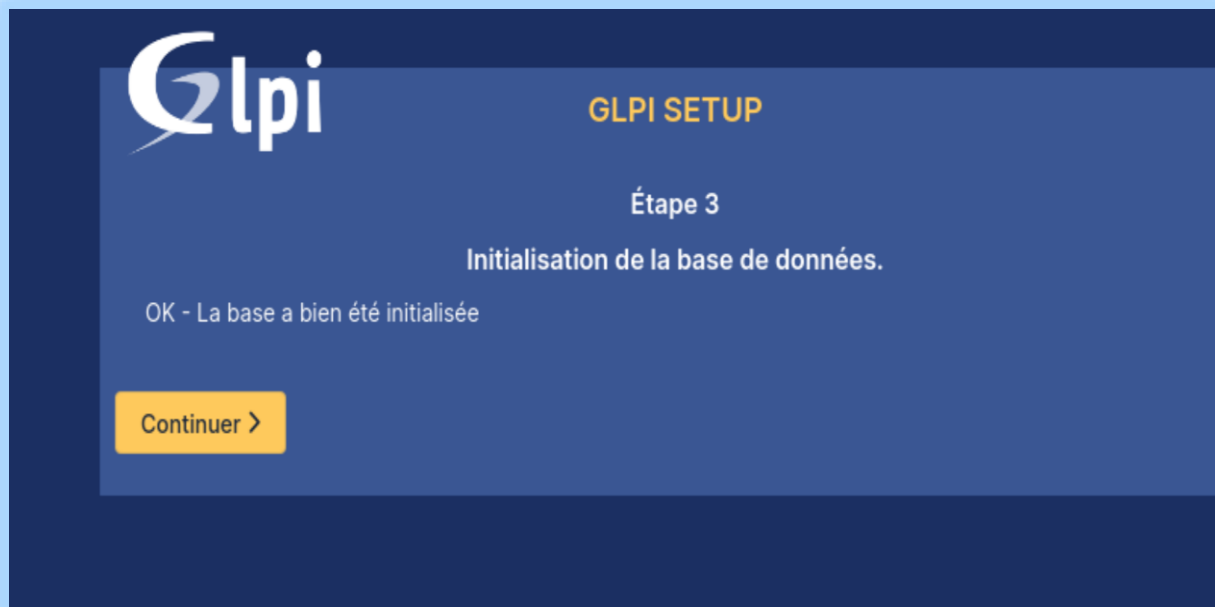 Glpi
GLPI SETUP
Étape 3
Initialisation de la base de données.
OK - La base a bien été initialisée
Continuer >